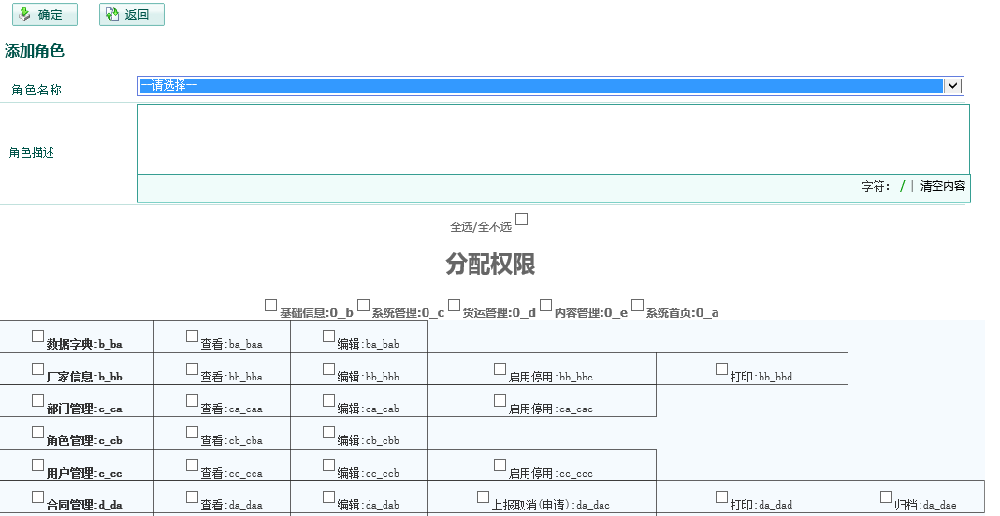 确定 返回
添加角色
角色名称 —请选择—
角色描述
字符： / | 清空内容
全选/全不选
分配权限
基础信息:0_b 系统管理:0_c 货运管理:0_d 内容管理:0_e 系统首页:0_a
数据字典:b_ba 查看:ba_baa 编辑:ba_bab
厂家信息:b_bb 查看:bb_bba 编辑:bb_bbb 启用停用:bb_bbc 打印:bb_bbd
部门管理:c_ca 查看:ca_caa 编辑:ca_cab 启用停用:ca_cac
角色管理:c_cb 查看:cb_cba 编辑:cb_cbb
用户管理:c_cc 查看:cc_cca 编辑:cc_ccb 启用停用:cc_ccc
合同管理:d_da 查看:da_daa 编辑:da_dab 上报取消(申请):da_dac 打印:da_dad 归档:da_dae